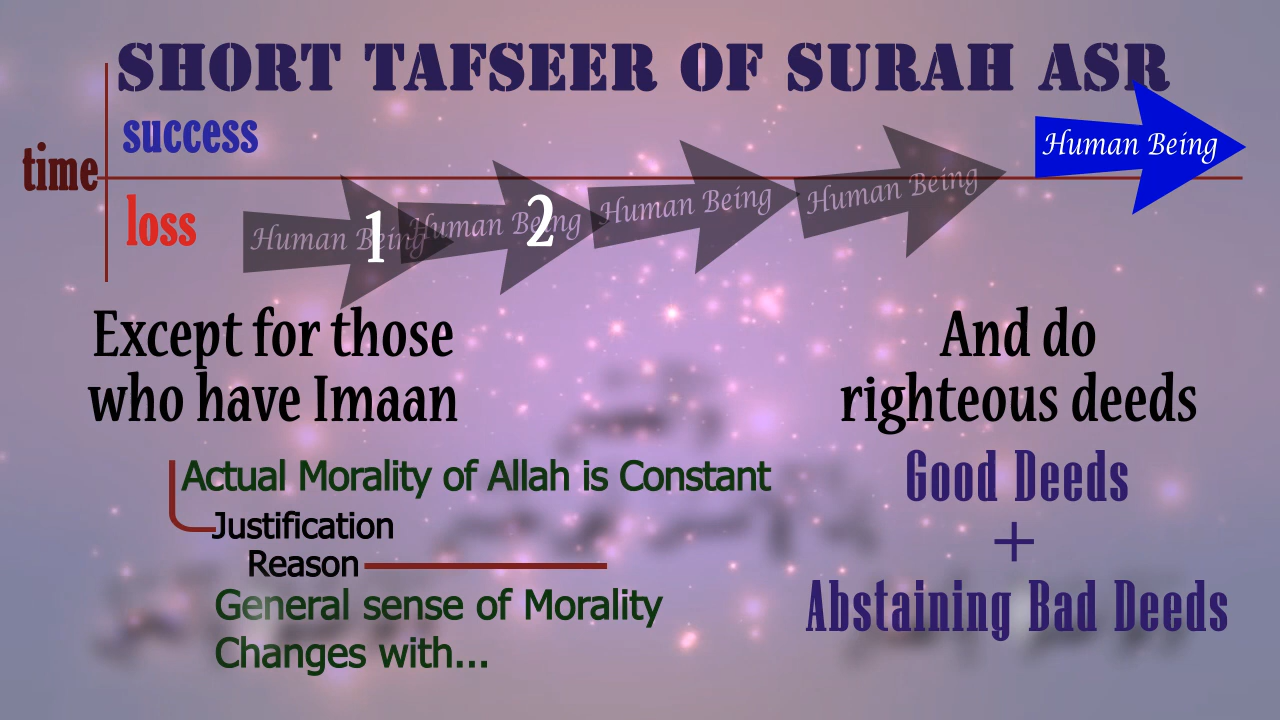 SHORT TAFSEER OF SURAH ASR
success
time
loss
Human Being
1
Human Being
2
Human Being
Human Being
Human Being
Except for those
who have Imaan
And do
righteous deeds
Actual Morality of Allah is Constant
Justification
Reason
General sense of Morality
Changes with...
Good Deeds
+
Abstaining Bad Deeds